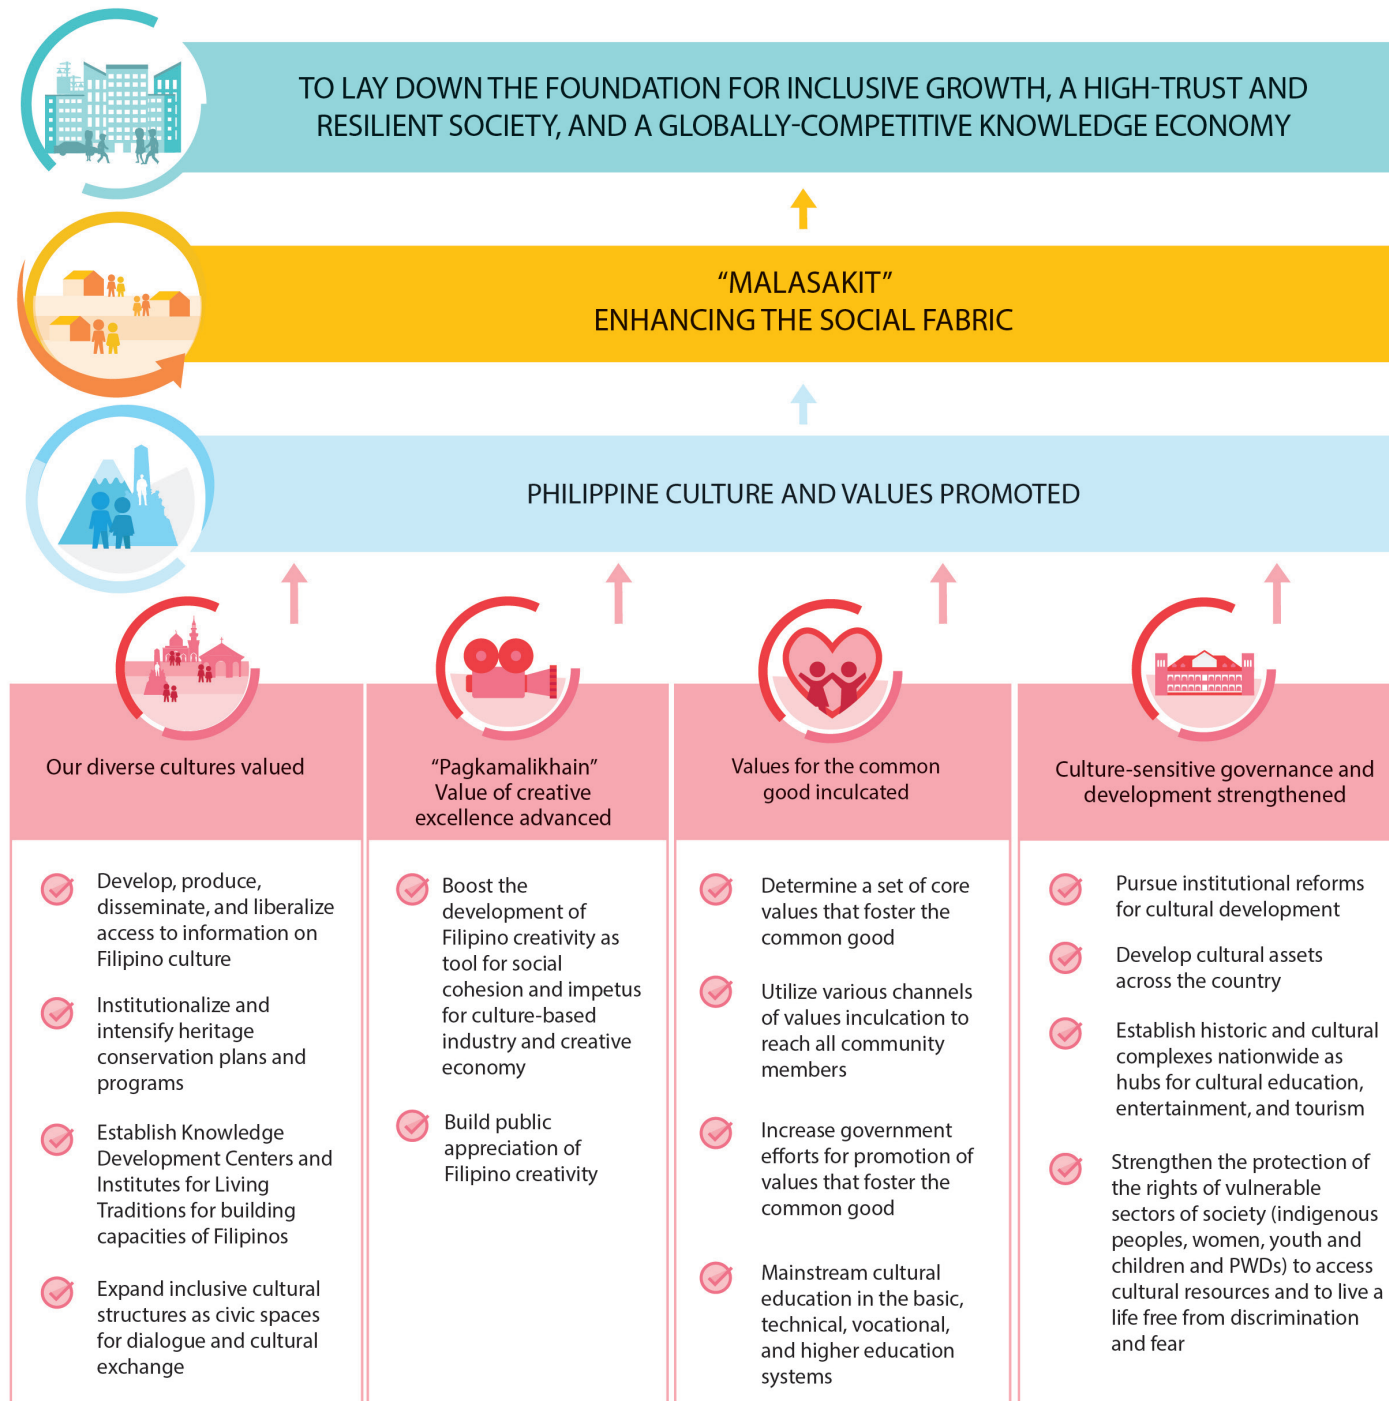 TO LAY DOWN THE FOUNDATION FOR INCLUSIVE GROWTH, A HIGH-TRUST AND
RESILIENT SOCIETY, AND A GLOBALLY-COMPETITIVE KNOWLEDGE ECONOMY
“MALASAKIT”
ENHANCING THE SOCIAL FABRIC
PHILIPPINE CULTURE AND VALUES PROMOTED
Our diverse cultures valued
Develop, produce,
disseminate, and liberalize
access to information on
Filipino culture
Institutionalize and
intensify heritage
conservation plans and
programs
Establish Knowledge
Development Centers and
Institutes for Living
Traditions for building
capacities of Filipinos
Expand inclusive cultural
structures as civic spaces
for dialogue and cultural
exchange
“Pagkamalikhain”
Value of creative
excellence advanced
Boost the
development of
Filipino creativity as
tool for social
cohesion and impetus
for culture-based
industry and creative
economy
Build public
appreciation of
Filipino creativity
Values for the common
good inculcated
Determine a set of core
values that foster the
common good
Utilize various channels
of values inculcation to
reach all community
members
Increase government
efforts for promotion of
values that foster the
common good
Mainstream cultural
education in the basic,
technical, vocational,
and higher education
systems
Culture-sensitive governance and
development strengthened
Pursue institutional reforms
for cultural development
Develop cultural assets
across the country
Establish historic and cultural
complexes nationwide as
hubs for cultural education,
entertainment, and tourism
Strengthen the protection of
the rights of vulnerable
sectors of society (indigenous
peoples, women, youth and
children and PWDs) to access
cultural resources and to live a
life free from discrimination
and fear